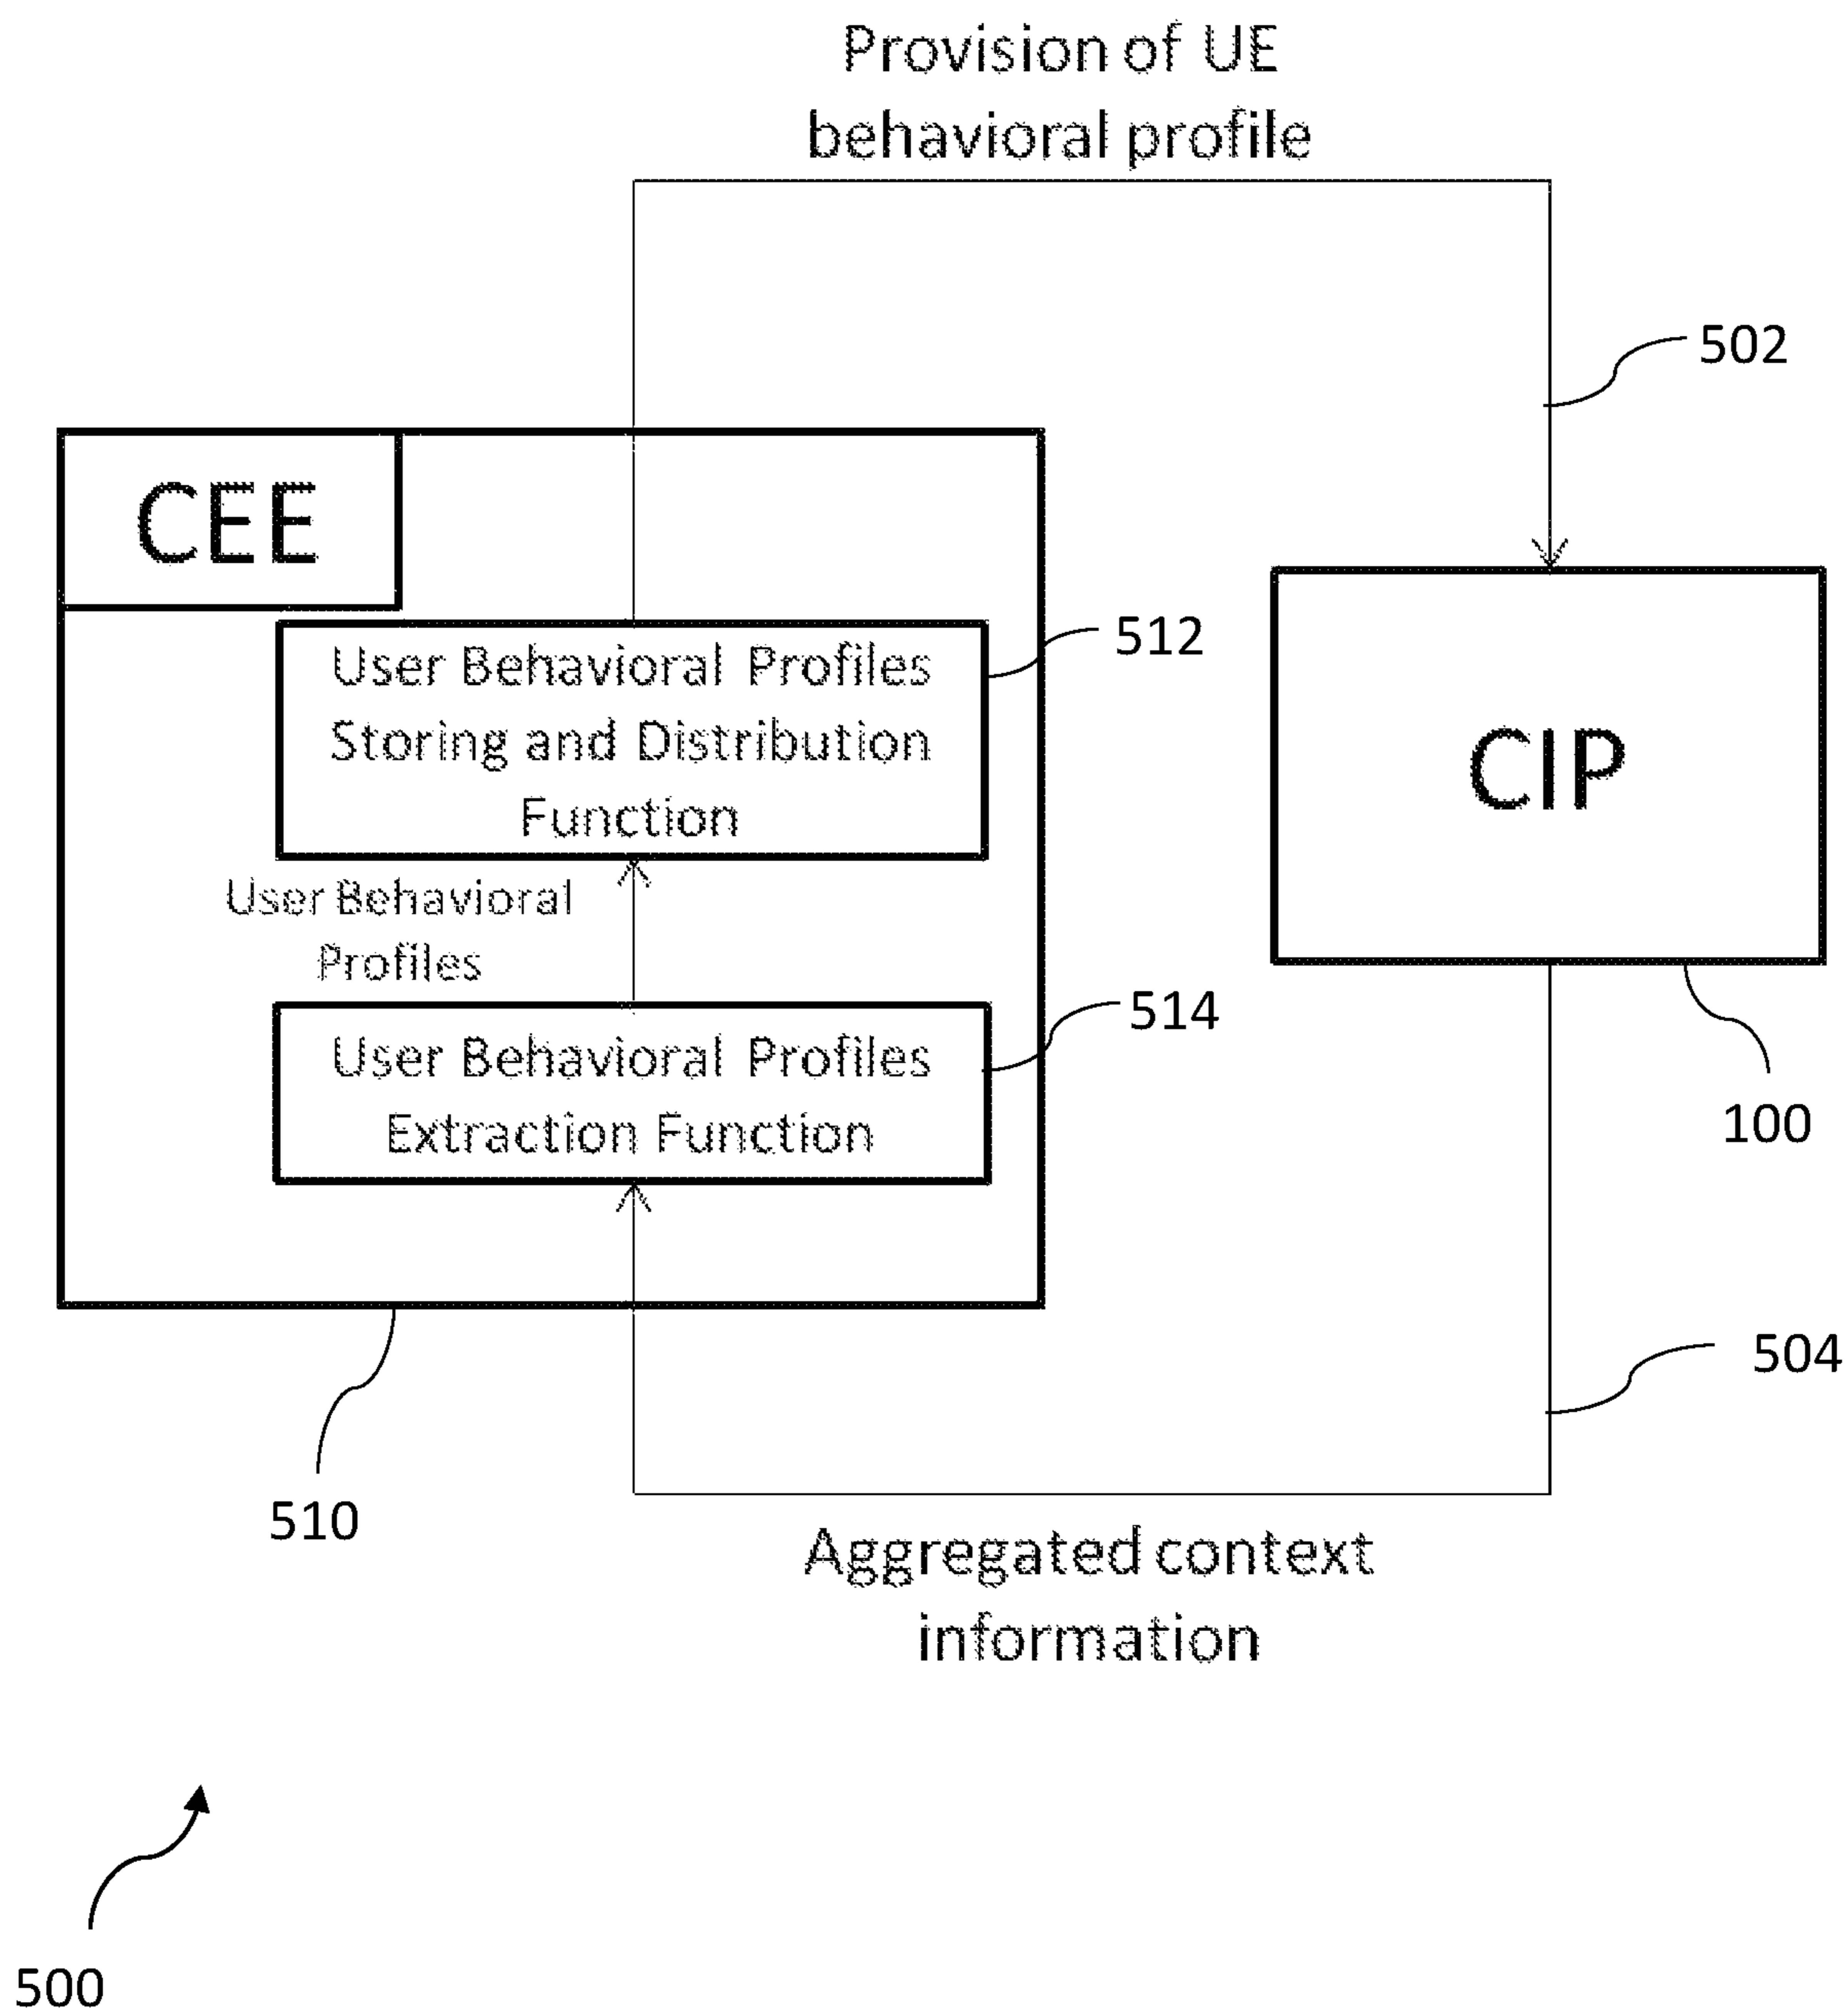 Provision of UE
behavioral profile
502
CEE
512
User Behavioral Profiles
Storing and Distribution
Function
CIP
User Behavioral
Profiles
514
User Behavioral Profiles
Extraction Function
100
504
510
Aggregated context
information
500